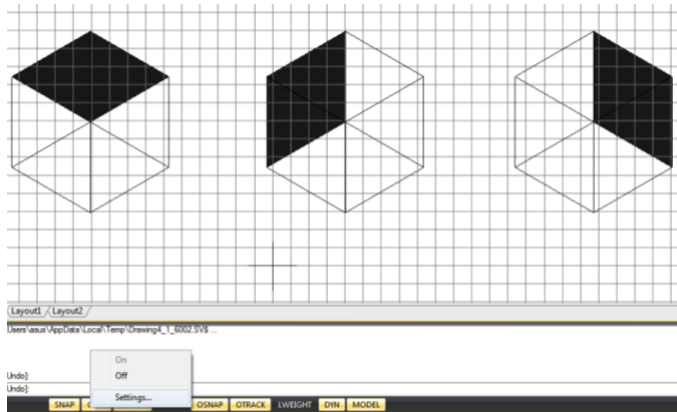 Layout1 / Layout2
Users\asus\AppData\Local\Temp\Drawing4_1_6002.SV$ ...
On
Off
Settings...
Undo]:
Undo]:
SNAP OSNAP OTRACK LWEIGHT DYN MODEL